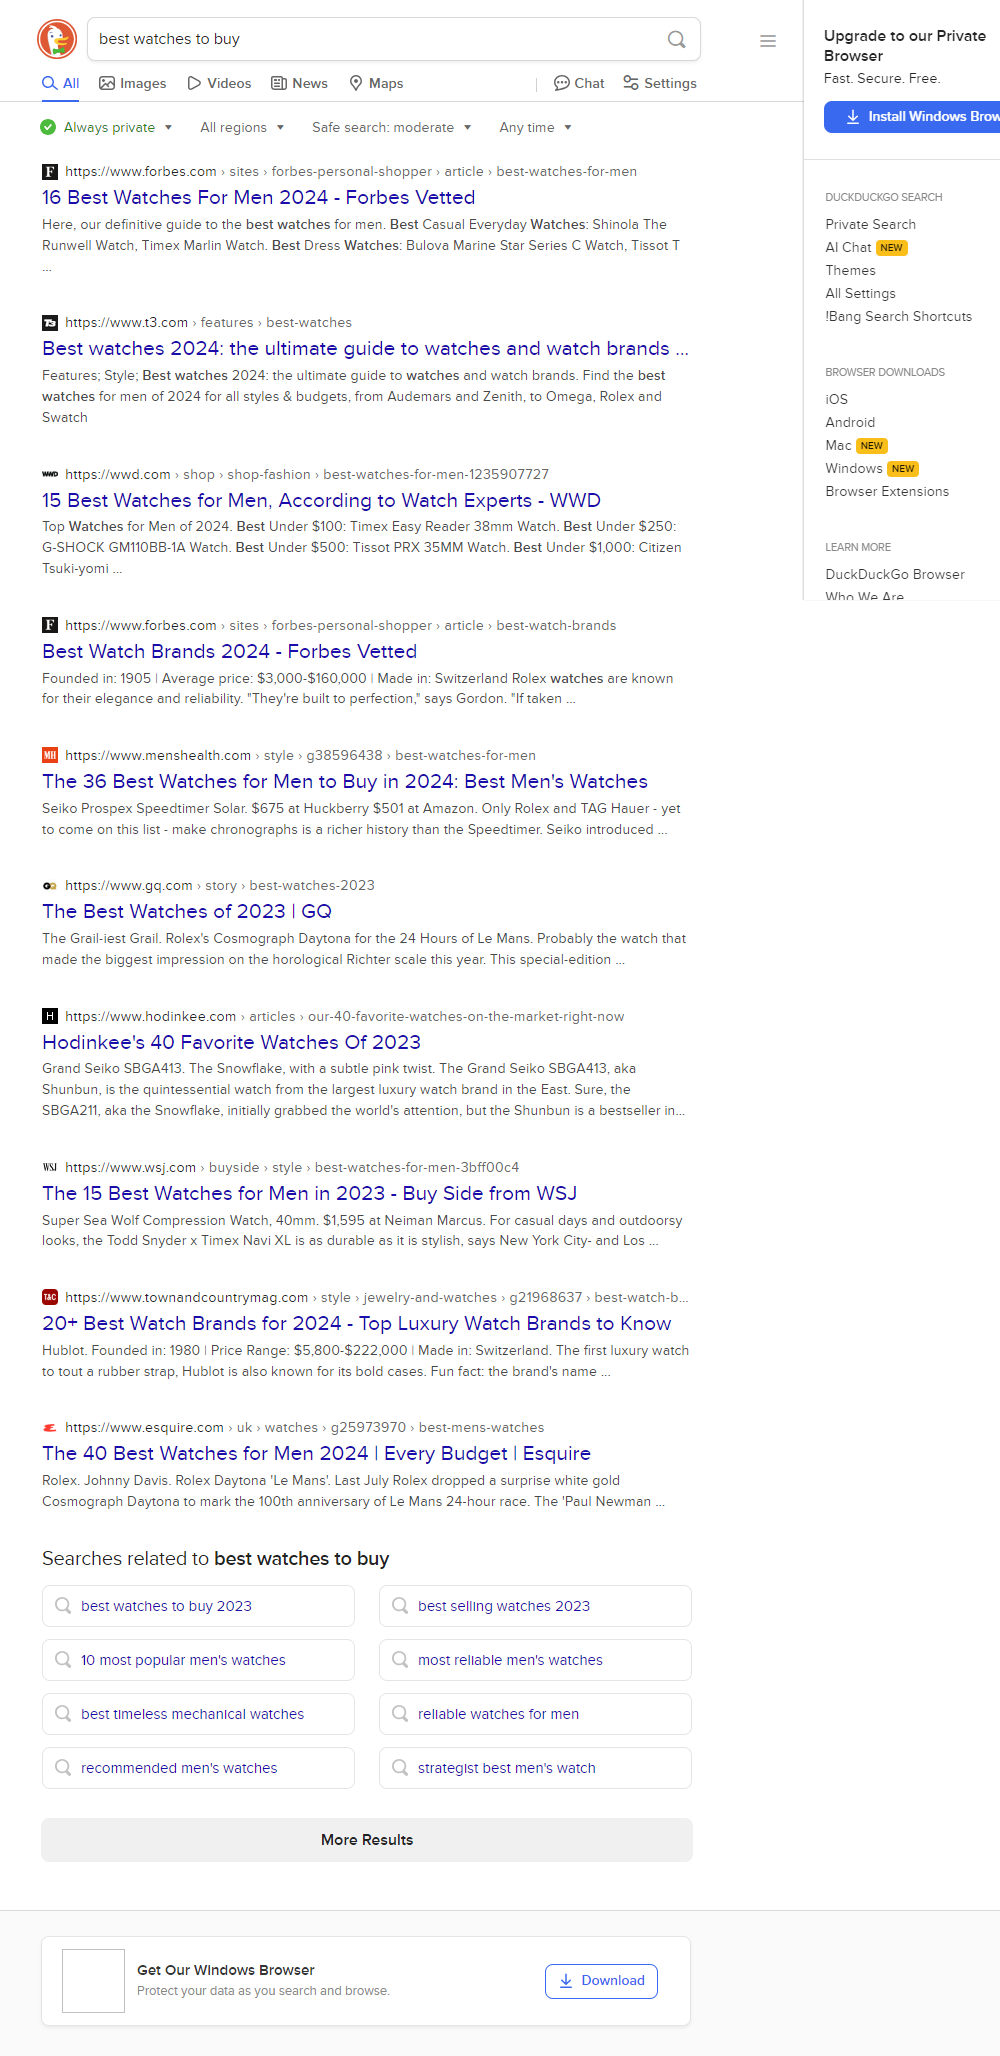 best watches to buy
All
Images
Videos
News
Maps
Chat
Settings
Always private
All regions
Safe search: moderate
Any time
F https://www.forbes.com › sites › forbes-personal-shopper › article › best-watches-for-men
16 Best Watches For Men 2024 - Forbes Vetted
Here, our definitive guide to the best watches for men. Best Casual Everyday Watches: Shinola The
Runwell Watch, Timex Marlin Watch. Best Dress Watches: Bulova Marine Star Series C Watch, Tissot T
...
T3 https://www.t3.com › features › best-watches
Best watches 2024: the ultimate guide to watches and watch brands ...
Features; Style; Best watches 2024: the ultimate guide to watches and watch brands. Find the best
watches for men of 2024 for all styles & budgets, from Audemars and Zenith, to Omega, Rolex and
Swatch
WWD https://wwd.com › shop › shop-fashion › best-watches-for-men-1235907727
15 Best Watches for Men, According to Watch Experts - WWD
Top Watches for Men of 2024. Best Under $100: Timex Easy Reader 38mm Watch. Best Under $250:
G-SHOCK GM110BB-1A Watch. Best Under $500: Tissot PRX 35MM Watch. Best Under $1,000: Citizen
Tsuki-yomi ...
F https://www.forbes.com › sites › forbes-personal-shopper › article › best-watch-brands
Best Watch Brands 2024 - Forbes Vetted
Founded in: 1905 | Average price: $3,000-$160,000 | Made in: Switzerland Rolex watches are known
for their elegance and reliability. "They're built to perfection," says Gordon. "If taken ...
MH https://www.menshealth.com › style › g38596438 › best-watches-for-men
The 36 Best Watches for Men to Buy in 2024: Best Men's Watches
Seiko Prospex Speedtimer Solar. $675 at Huckberry $501 at Amazon. Only Rolex and TAG Hauer - yet
to come on this list - make chronographs is a richer history than the Speedtimer. Seiko introduced ...
GQ https://www.gq.com › story › best-watches-2023
The Best Watches of 2023 | GQ
The Grail-iest Grail. Rolex's Cosmograph Daytona for the 24 Hours of Le Mans. Probably the watch that
made the biggest impression on the horological Richter scale this year. This special-edition ...
H https://www.hodinkee.com › articles › our-40-favorite-watches-on-the-market-right-now
Hodinkee's 40 Favorite Watches Of 2023
Grand Seiko SBGA413. The Snowflake, with a subtle pink twist. The Grand Seiko SBGA413, aka
Shunbun, is the quintessential watch from the largest luxury watch brand in the East. Sure, the
SBGA211, aka the Snowflake, initially grabbed the world's attention, but the Shunbun is a bestseller in...
WSJ https://www.wsj.com › buyside › style › best-watches-for-men-3bff00c4
The 15 Best Watches for Men in 2023 - Buy Side from WSJ
Super Sea Wolf Compression Watch, 40mm. $1,595 at Neiman Marcus. For casual days and outdoorsy
looks, the Todd Snyder x Timex Navi XL is as durable as it is stylish, says New York City- and Los ...
T&C https://www.townandcountrymag.com › style › jewelry-and-watches › g21968637 › best-watch-b...
20+ Best Watch Brands for 2024 - Top Luxury Watch Brands to Know
Hublot. Founded in: 1980 | Price Range: $5,800-$222,000 | Made in: Switzerland. The first luxury watch
to tout a rubber strap, Hublot is also known for its bold cases. Fun fact: the brand's name ...
https://www.esquire.com › uk › watches › g25973970 › best-mens-watches
The 40 Best Watches for Men 2024 | Every Budget | Esquire
Rolex. Johnny Davis. Rolex Daytona 'Le Mans'. Last July Rolex dropped a surprise white gold
Cosmograph Daytona to mark the 100th anniversary of Le Mans 24-hour race. The 'Paul Newman ...
Searches related to best watches to buy
best watches to buy 2023
best selling watches 2023
10 most popular men's watches
most reliable men's watches
best timeless mechanical watches
reliable watches for men
recommended men's watches
strategist best men's watch
More Results
Get Our Windows Browser
Protect your data as you search and browse.
Download
Upgrade to our Private
Browser
Fast. Secure. Free.
Install Windows Brow
DUCKDUCKGO SEARCH
Private Search
AI Chat NEW
Themes
All Settings
!Bang Search Shortcuts
BROWSER DOWNLOADS
iOS
Android
Mac NEW
Windows NEW
Browser Extensions
LEARN MORE
DuckDuckGo Browser
Who We Are